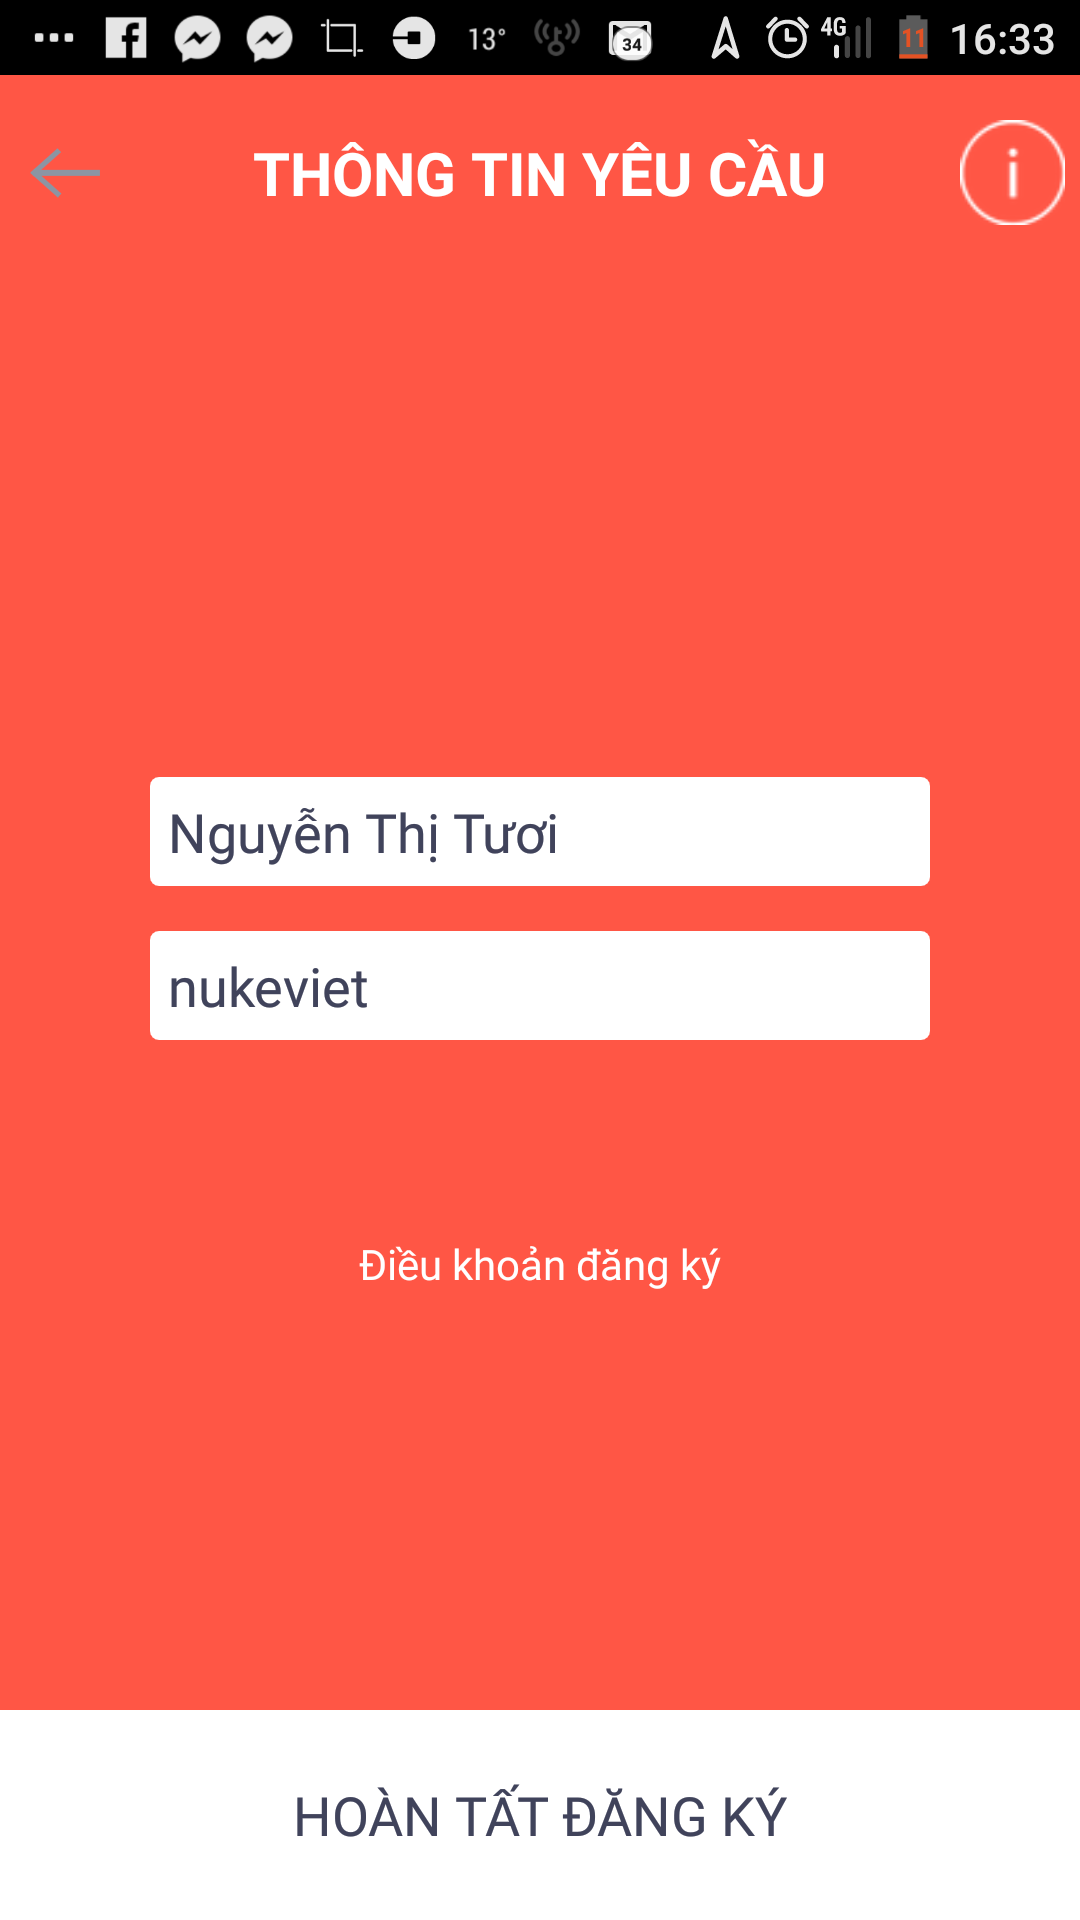 13° 34 4G 11 16:33
THÔNG TIN YÊU CẦU
Nguyễn Thị Tươi
nukeviet
Điều khoản đăng ký
HOÀN TẤT ĐĂNG KÝ